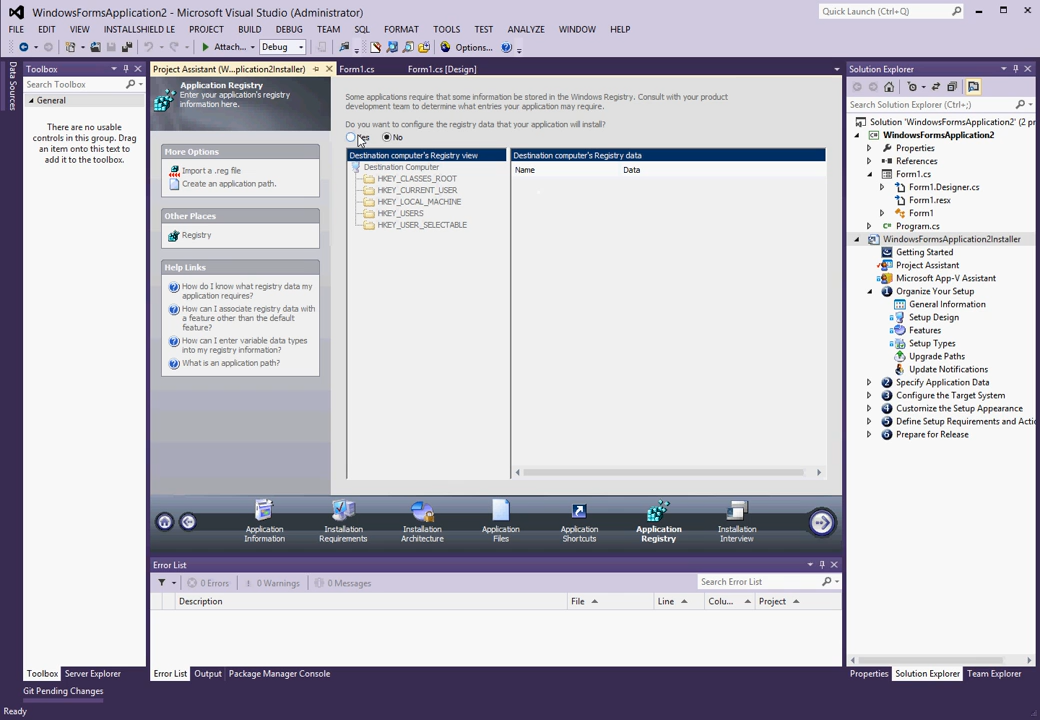 WindowsFormsApplication2 - Microsoft Visual Studio (Administrator)
Quick Launch (Ctrl+Q)
FILE EDIT VIEW INSTALLSHIELD LE PROJECT BUILD DEBUG TEAM SQL FORMAT TOOLS TEST ANALYZE WINDOW HELP
Attach... Debug Options...
Data Sources
Toolbox
Search Toolbox
General
There are no usable
controls in this group. Drag
an item onto this text to
add it to the toolbox.
Project Assistant (W...plication2Installer) Form1.cs Form1.cs [Design]
Application Registry
Enter your application's registry
information here.
More Options
Import a .reg file
Create an application path.
Other Places
Registry
Help Links
How do I know what registry data my
application requires?
How can I associate registry data with
a feature other than the default
feature?
How can I enter variable data types
into my registry information?
What is an application path?
Some applications require that some information be stored in the Windows Registry. Consult with your product
development team to determine what entries your application may require.
Do you want to configure the registry data that your application will install?
Yes No
Destination computer's Registry view
Destination Computer
HKEY_CLASSES_ROOT
HKEY_CURRENT_USER
HKEY_LOCAL_MACHINE
HKEY_USERS
HKEY_USER_SELECTABLE
Destination computer's Registry data
Name Data
Application
Information
Installation
Requirements
Installation
Architecture
Application
Files
Application
Shortcuts
Application
Registry
Installation
Interview
Error List
0 Errors 0 Warnings 0 Messages
Search Error List
Description File Line Colu... Project
Toolbox Server Explorer
Error List Output Package Manager Console
Git Pending Changes
Ready
Solution Explorer
Search Solution Explorer (Ctrl+;)
Solution 'WindowsFormsApplication2' (2 pr
WindowsFormsApplication2
Properties
References
Form1.cs
Form1.Designer.cs
Form1.resx
Form1
Program.cs
WindowsFormsApplication2Installer
Getting Started
Project Assistant
Microsoft App-V Assistant
1 Organize Your Setup
General Information
Setup Design
Features
Setup Types
Upgrade Paths
Update Notifications
2 Specify Application Data
3 Configure the Target System
4 Customize the Setup Appearance
5 Define Setup Requirements and Actio
6 Prepare for Release
Properties Solution Explorer Team Explorer